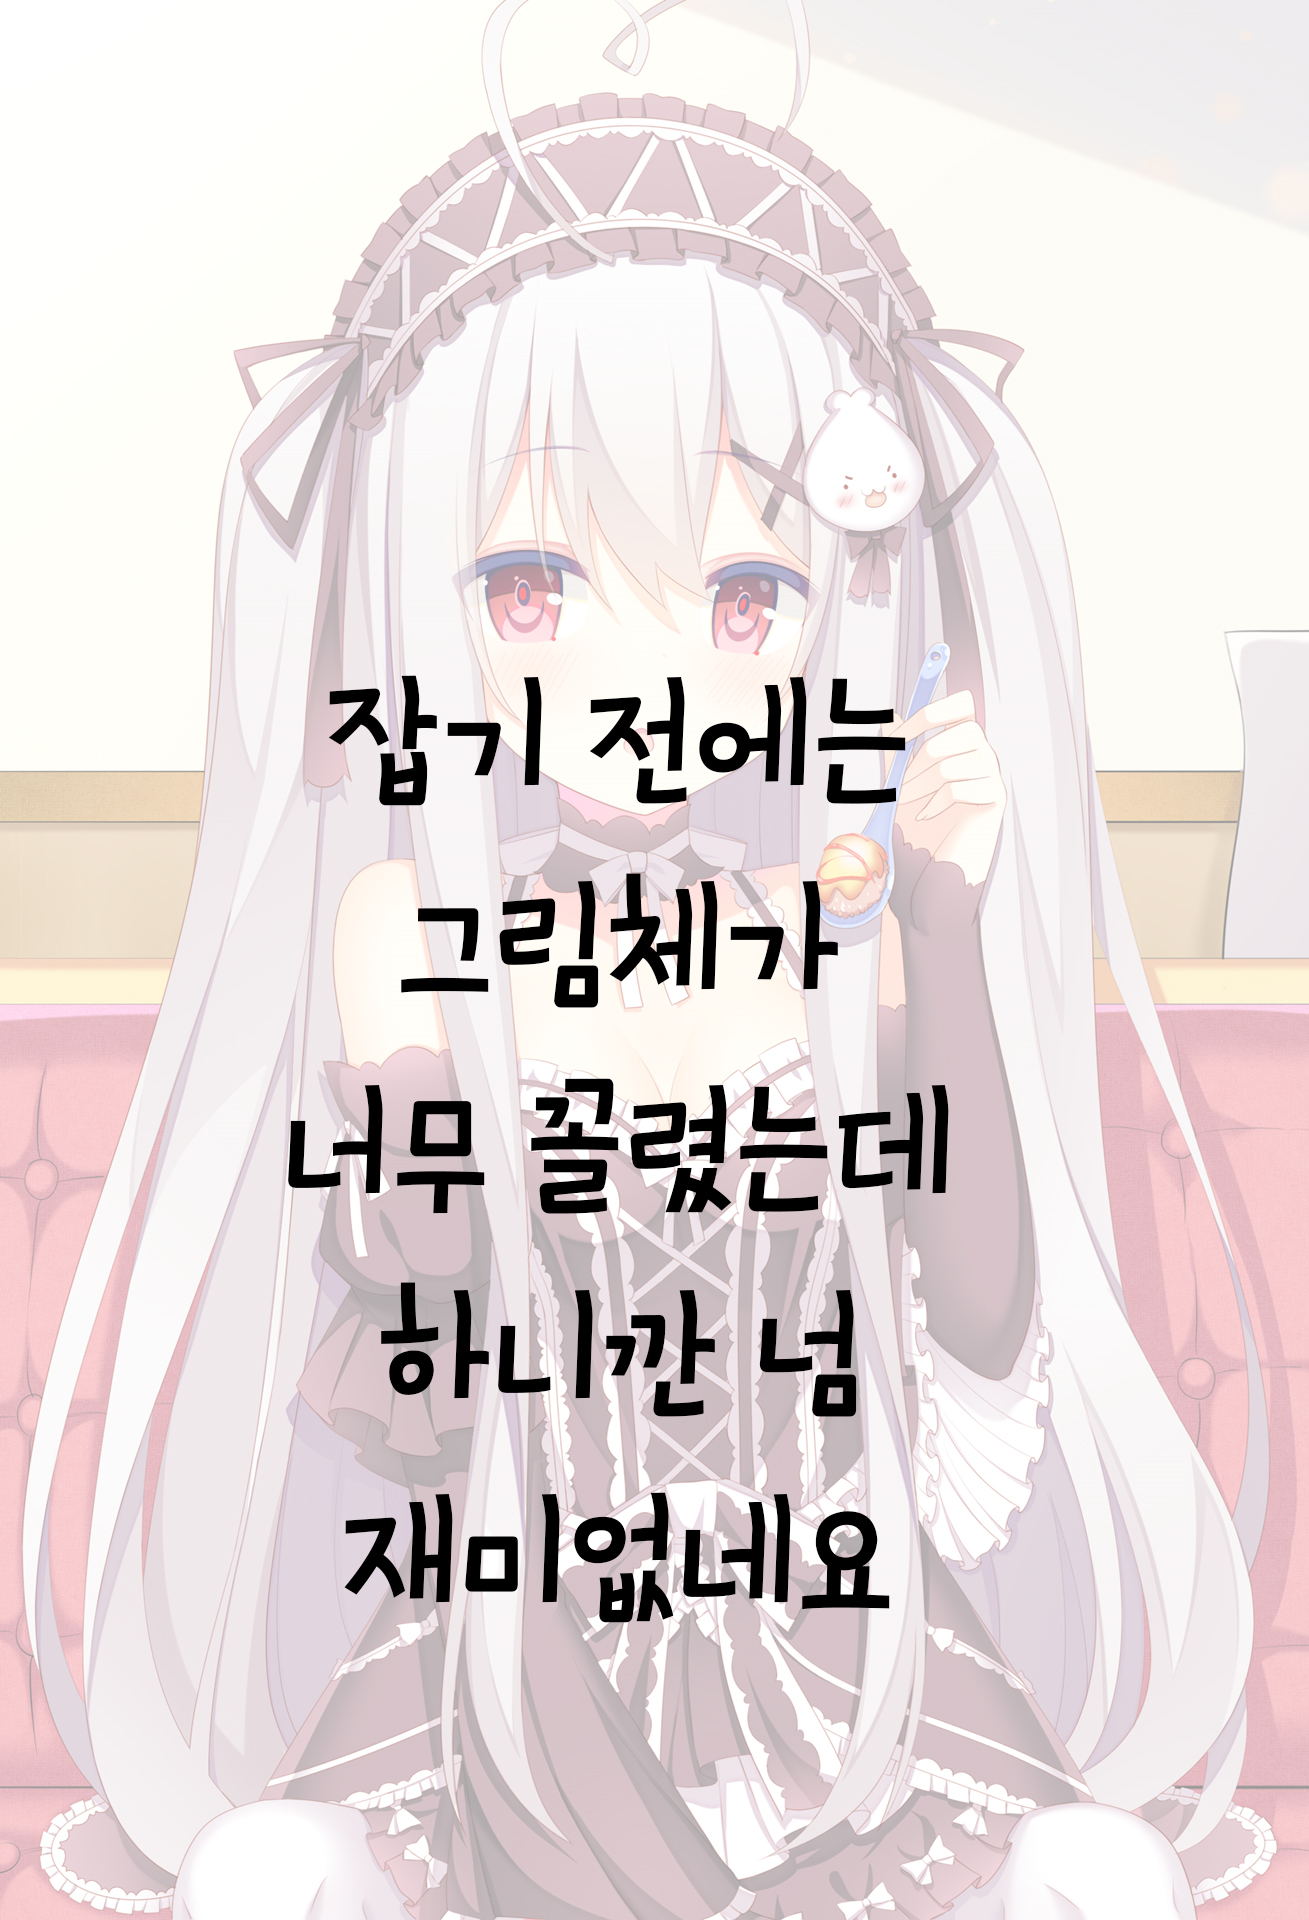 잡기 전에는
그림체가
너무 꼴렸는데
하니깐 넘
재미없네요